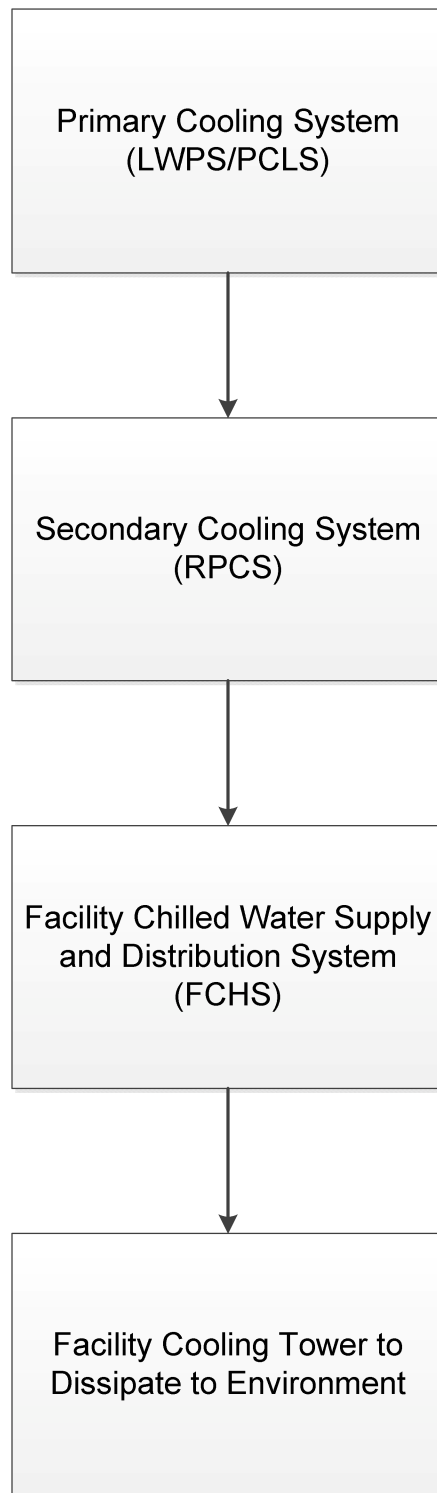 Primary Cooling System
(LWPS/PCLS)
Secondary Cooling System
(RPCS)
Facility Chilled Water Supply
and Distribution System
(FCHS)
Facility Cooling Tower to
Dissipate to Environment